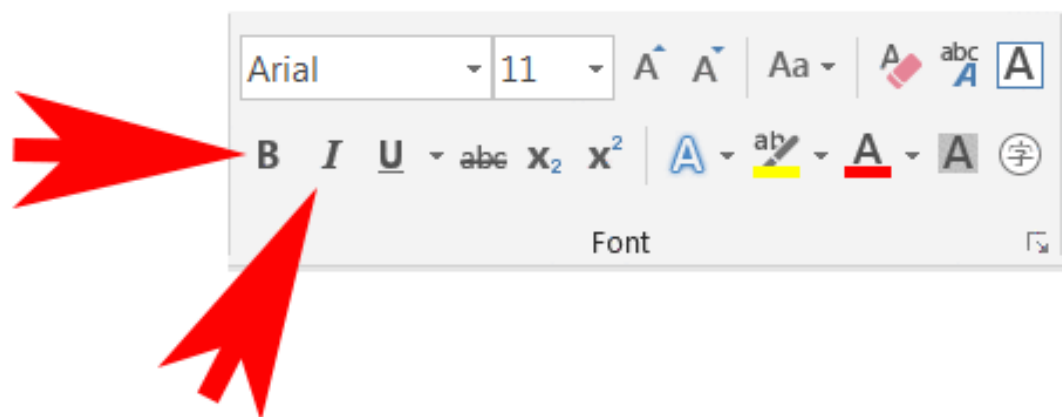 Arial 11 A A Aa A abc A A
B I U abc X₂ X² A ab A A 字
Font